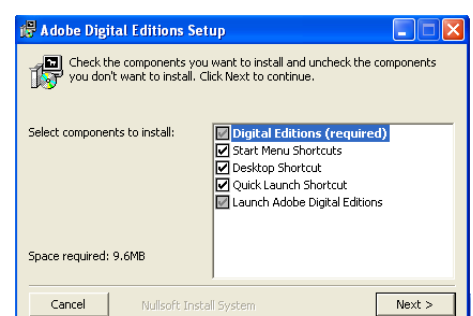 Adobe Digital Editions Setup
Check the components you want to install and uncheck the components
you don't want to install. Click Next to continue.
Select components to install:
Digital Editions (required)
Start Menu Shortcuts
Desktop Shortcut
Quick Launch Shortcut
Launch Adobe Digital Editions
Space required: 9.6MB
Cancel
Nullsoft Install System
Next >